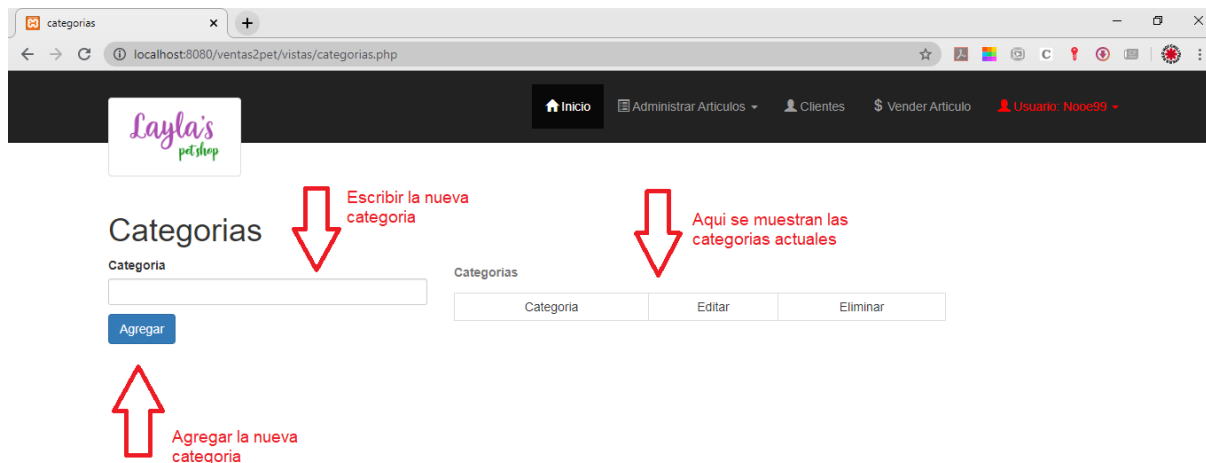 categorias
localhost:8080/ventas2pet/vistas/categorias.php
Layla's
pet shop
Inicio
Administrar Articulos
Clientes
$ Vender Articulo
Usuario: Nooe99
Escribir la nueva
categoria
Aqui se muestran las
categorias actuales
Categorias
Categoria
Categorias
Categoria
Editar
Eliminar
Agregar
Agregar la nueva
categoria